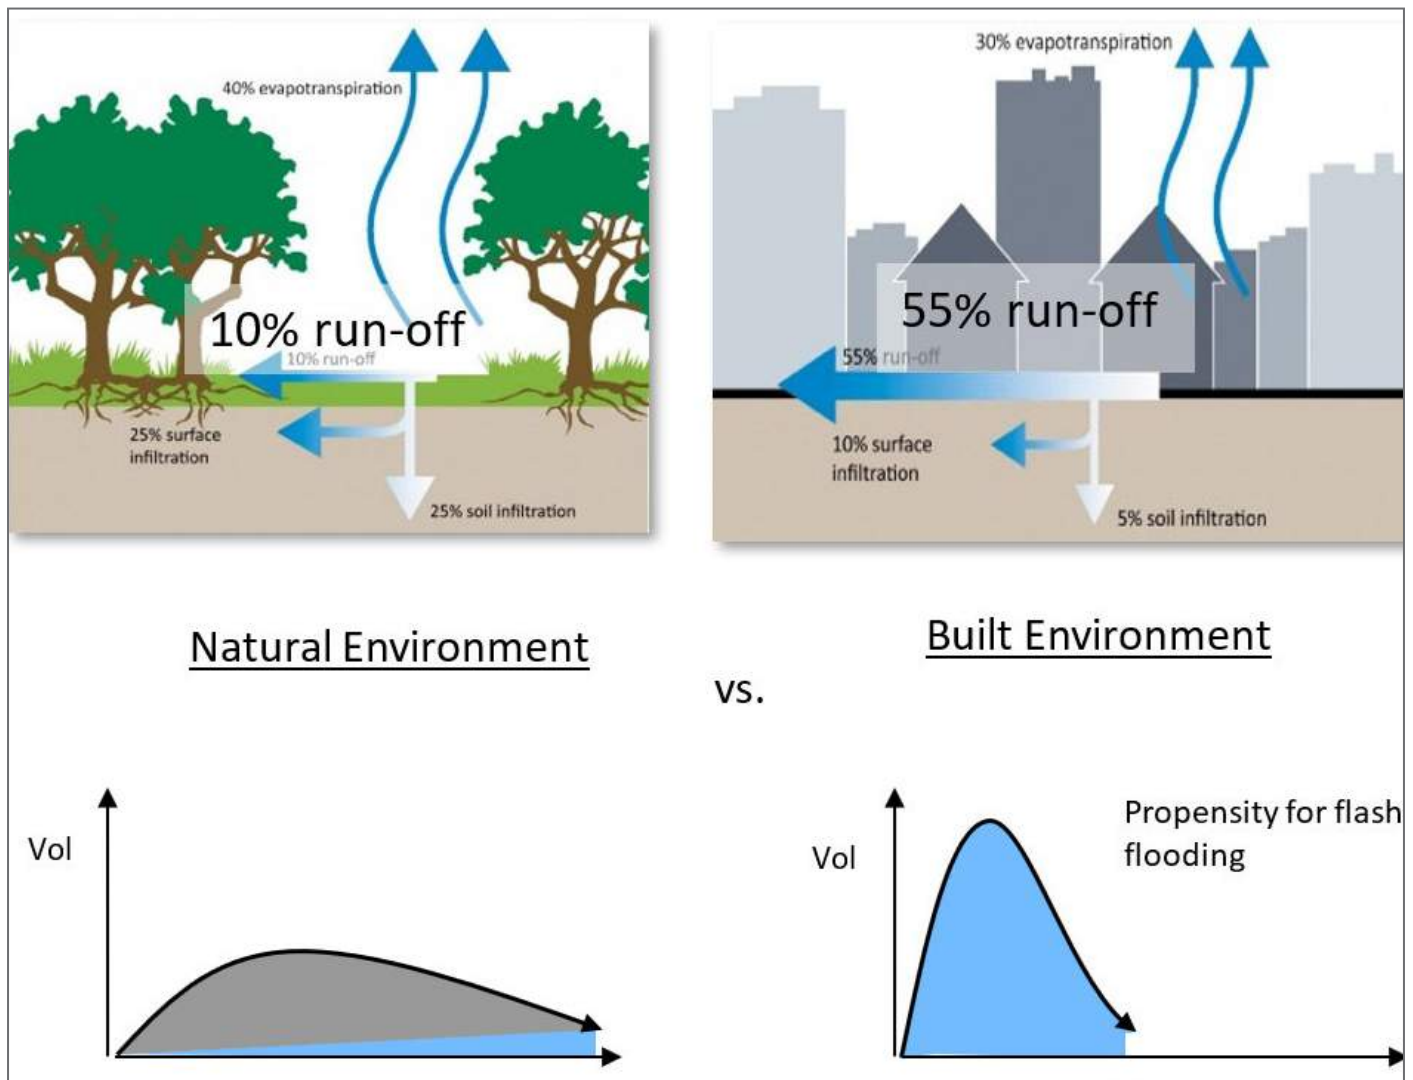 40% evapotranspiration
10% run-off
10% run-off
25% surface
infiltration
25% soil infiltration
30% evapotranspiration
55% run-off
55% run-off
10% surface
infiltration
5% soil infiltration
Natural Environment
vs.
Built Environment
Vol
Vol
Propensity for flash
flooding